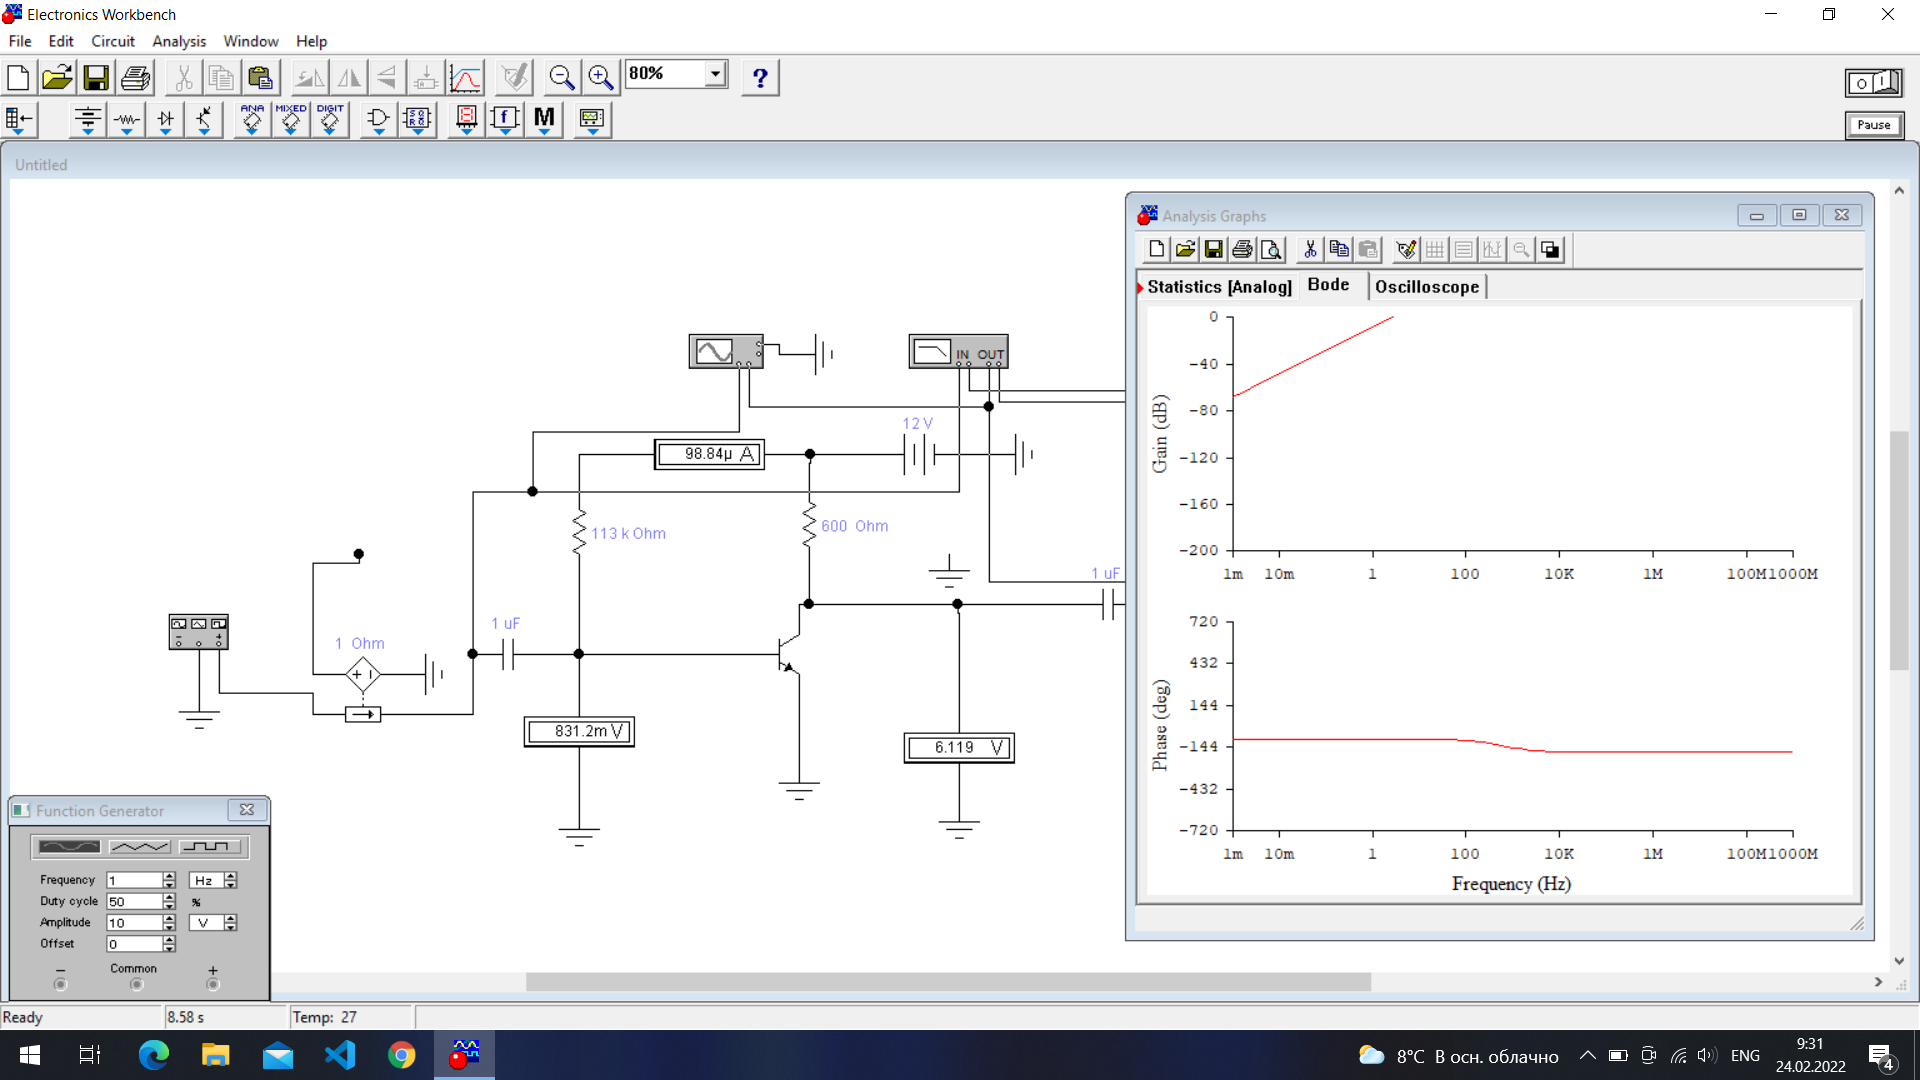 Electronics Workbench
File Edit Circuit Analysis Window Help
80%
?
ANA MIXED DIGIT
f M
Pause
Untitled
Analysis Graphs
Statistics [Analog] Bode Oscilloscope
0
-40
-80
-120
-160
-200
Gain (dB)
1m 10m 1 100 10K 1M 100M 1000M
720
432
144
-144
-432
-720
Phase (deg)
1m 10m 1 100 10K 1M 100M 1000M
Frequency (Hz)
IN OUT
12 V
98.84µ A
113 k Ohm
600 Ohm
1 uF
1 Ohm
1 uF
831.2m V
6.119 V
Function Generator
Frequency 1 Hz
Duty cycle 50 %
Amplitude 10 V
Offset 0
− Common +
Ready 8.58 s Temp: 27
8°C В осн. облачно ENG 9:31
24.02.2022
4